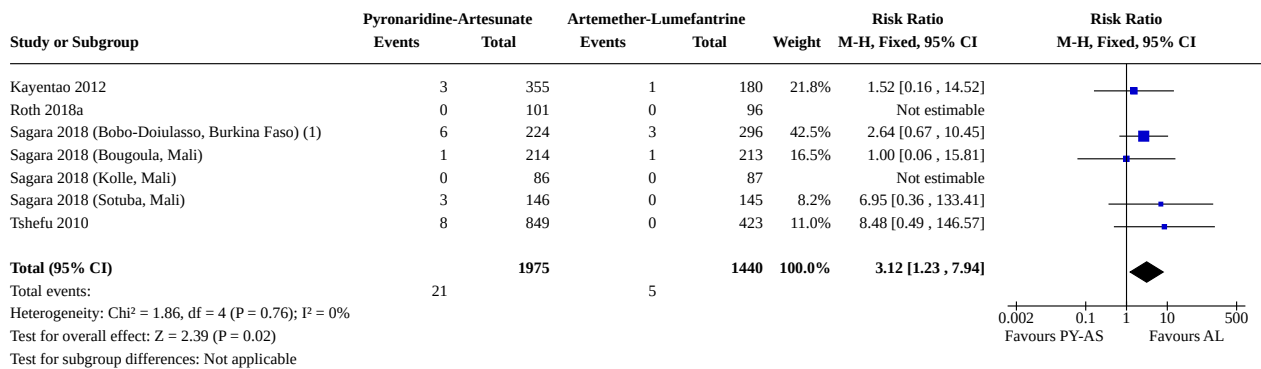 Pyronaridine-Artesunate Artemether-Lumefantrine Risk Ratio Risk Ratio
Study or Subgroup Events Total Events Total Weight M-H, Fixed, 95% CI M-H, Fixed, 95% CI
Kayentao 2012 3 355 1 180 21.8% 1.52 [0.16 , 14.52]
Roth 2018a 0 101 0 96 Not estimable
Sagara 2018 (Bobo-Doiulasso, Burkina Faso) (1) 6 224 3 296 42.5% 2.64 [0.67 , 10.45]
Sagara 2018 (Bougoula, Mali) 1 214 1 213 16.5% 1.00 [0.06 , 15.81]
Sagara 2018 (Kolle, Mali) 0 86 0 87 Not estimable
Sagara 2018 (Sotuba, Mali) 3 146 0 145 8.2% 6.95 [0.36 , 133.41]
Tshefu 2010 8 849 0 423 11.0% 8.48 [0.49 , 146.57]
Total (95% CI) 1975 1440 100.0% 3.12 [1.23 , 7.94]
Total events: 21 5
Heterogeneity: Chi² = 1.86, df = 4 (P = 0.76); I² = 0%
0.002 0.1 1 10 500
Test for overall effect: Z = 2.39 (P = 0.02) Favours PY-AS Favours AL
Test for subgroup differences: Not applicable